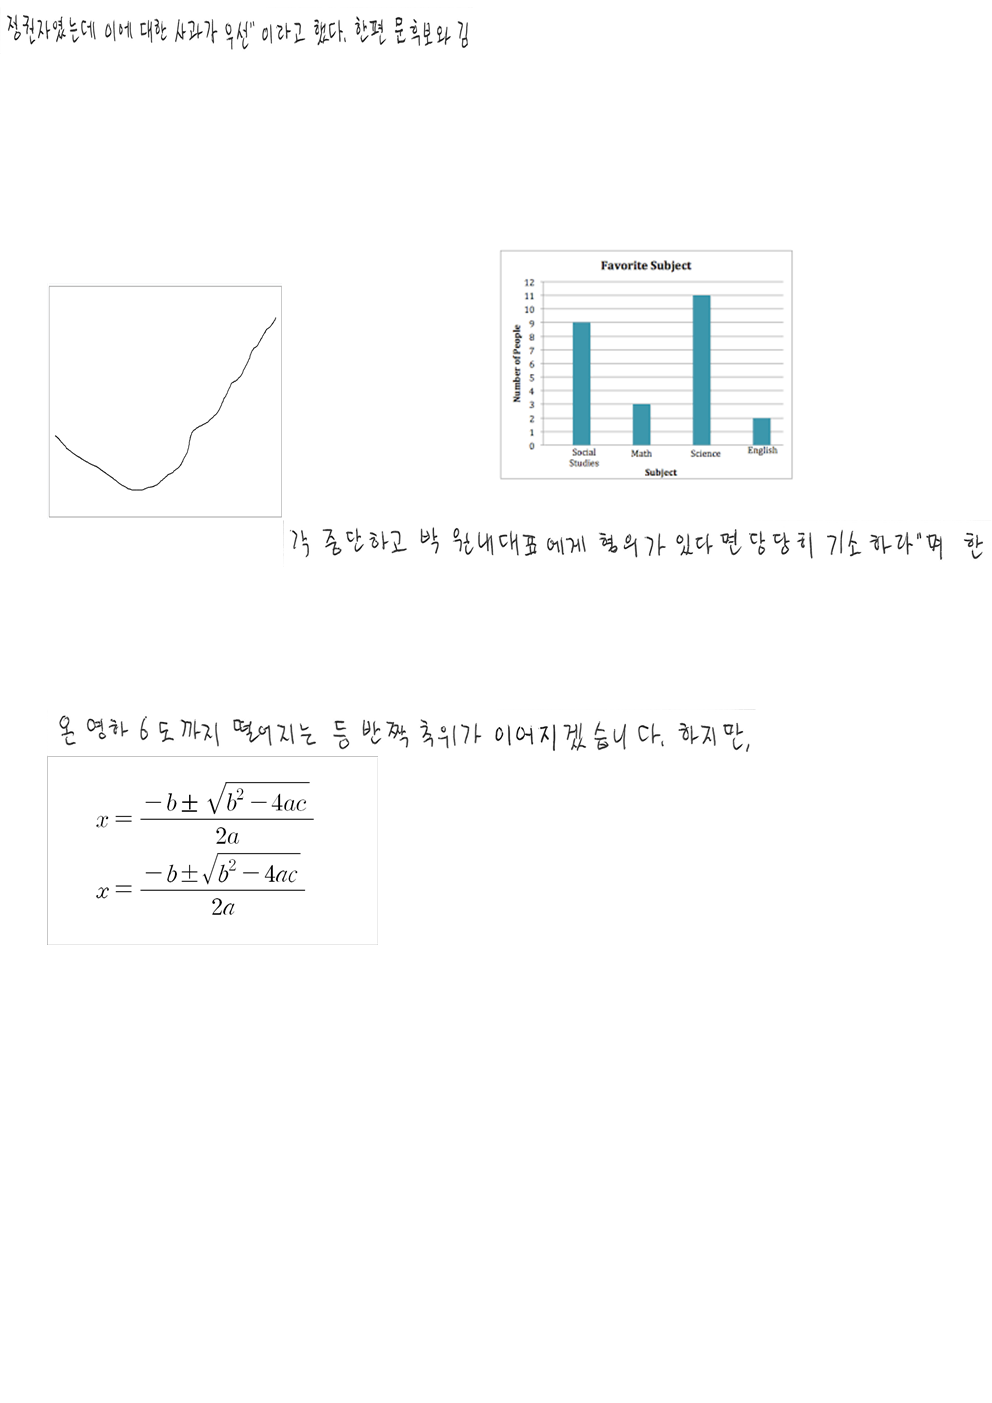 정권자였는데 이에 대한 사과가 우선" 이라고 했다. 한편 문후보와 김
Favorite Subject
12
11
10
9
8
7
6
5
4
3
2
1
0
Number of People
Social Studies
Math
Science
English
Subject
각 중단하고 박 원내대표에게 혐의가 있다면 당당히 기소하라"며 한
온 영하 6도까지 떨어지는 등 반짝 추위가 이어지겠습니다. 하지만,
x = \frac{-b ± \sqrt{b^2 - 4ac}}{2a}
x = \frac{-b ± \sqrt{b^2 - 4ac}}{2a}